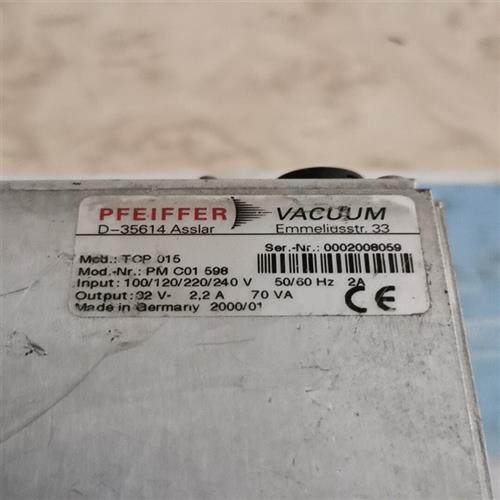 PFEIFFER VACUUM
D-35614 Asslar Emmeliusstr. 33
Ser.-Nr.: 0002008059
Mod.: TCP 015
Mod.-Nr.: PM C01 598
Input: 100/120/220/240 V 50/60 Hz 2A
Output: 32 V- 2,2 A 70 VA
Made in Germany 2000/01 CE